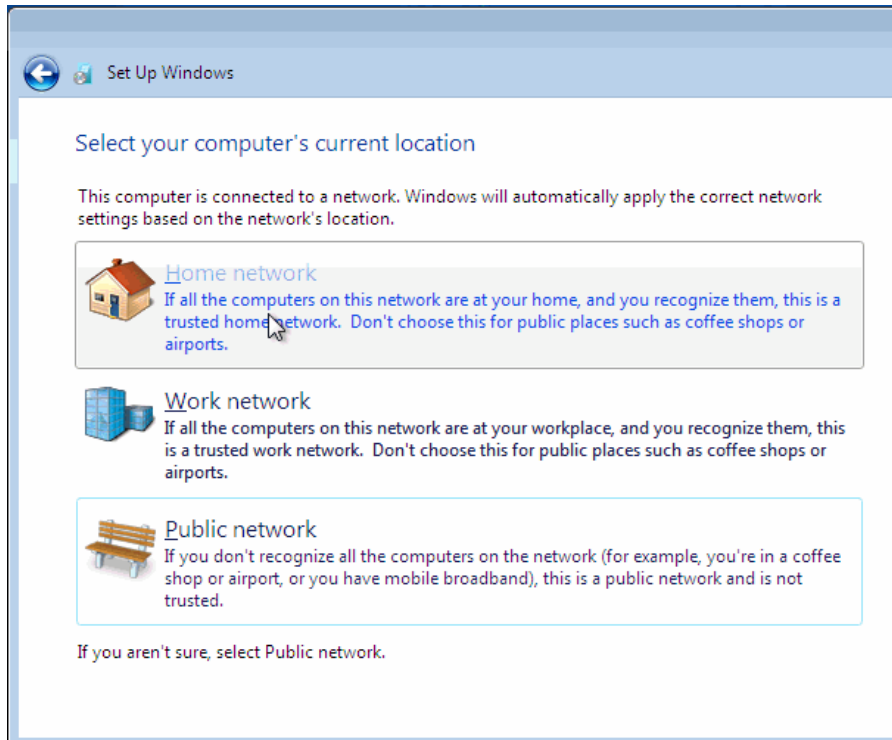 Set Up Windows
Select your computer's current location
This computer is connected to a network. Windows will automatically apply the correct network
settings based on the network's location.
Home network
If all the computers on this network are at your home, and you recognize them, this is a
trusted home network. Don't choose this for public places such as coffee shops or
airports.
Work network
If all the computers on this network are at your workplace, and you recognize them, this
is a trusted work network. Don't choose this for public places such as coffee shops or
airports.
Public network
If you don't recognize all the computers on the network (for example, you're in a coffee
shop or airport, or you have mobile broadband), this is a public network and is not
trusted.
If you aren't sure, select Public network.